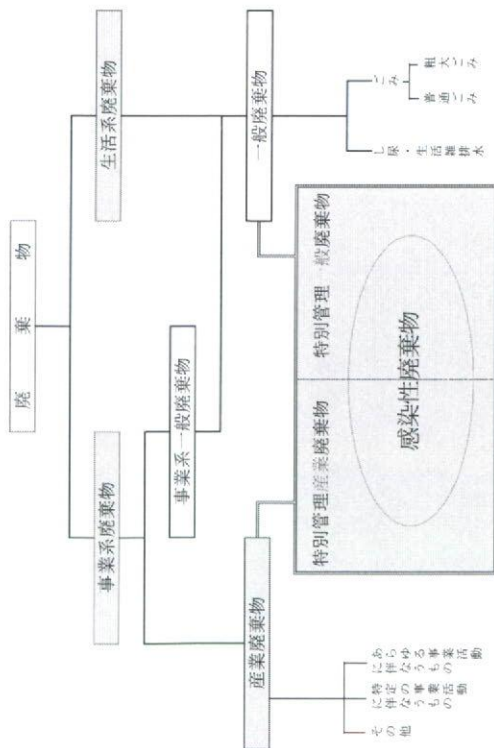 廃棄物
事業系廃棄物
生活系廃棄物
事業系一般廃棄物
産業廃棄物
一般廃棄物
特別管理産業廃棄物
特別管理一般廃棄物
感染性廃棄物
あらゆる事業活動
に伴なうもの
特定の事業活動
に伴なうもの
その他
し尿・生活雑排水
ごみ
普通ごみ
粗大ごみ